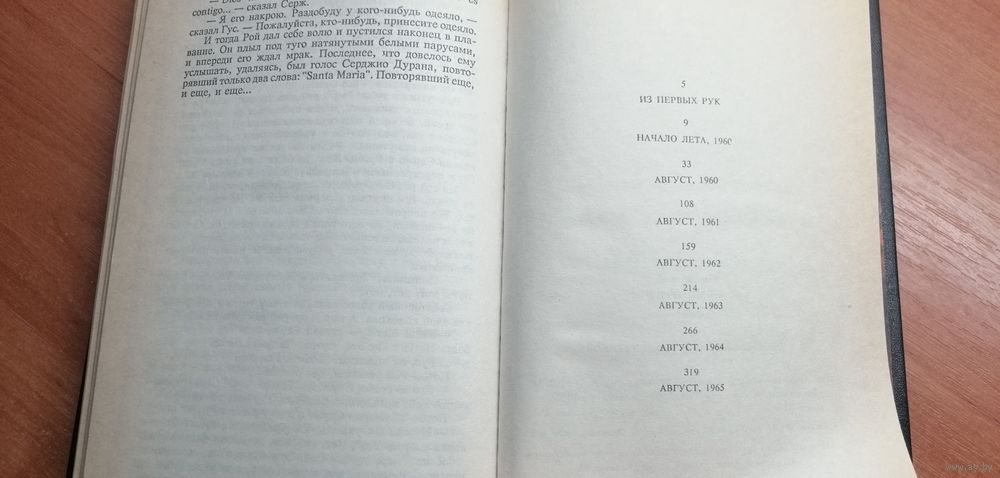 contigo... — сказал Серж.
— Я его накрою. Раздобуду у кого-нибудь одеяло, —
сказал Гус. — Пожалуйста, кто-нибудь, принесите одеяло.
И тогда Рой дал себе волю и пустился наконец в пла-
вание. Он плыл под туго натянутыми белыми парусами,
и впереди его ждал мрак. Последнее, что довелось ему
услышать, удаляясь, был голос Серджио Дурана, повто-
рявший только два слова: "Santa Maria". Повторявший еще,
и еще, и еще...
5
ИЗ ПЕРВЫХ РУК
9
НАЧАЛО ЛЕТА, 1960
33
АВГУСТ, 1960
108
АВГУСТ, 1961
159
АВГУСТ, 1962
214
АВГУСТ, 1963
266
АВГУСТ, 1964
319
АВГУСТ, 1965
www.ay.by